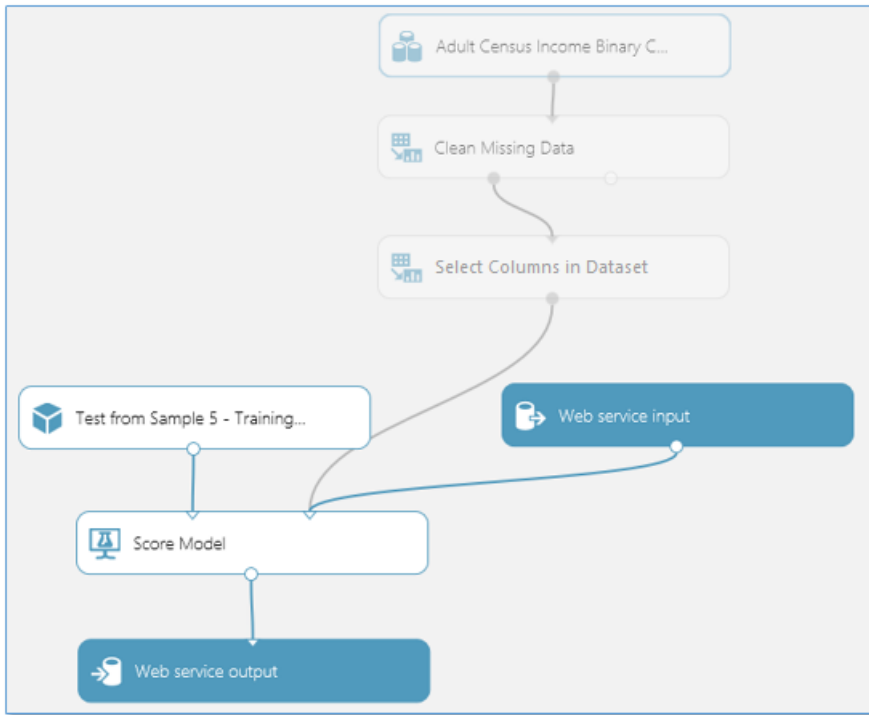 Adult Census Income Binary C...
Clean Missing Data
Select Columns in Dataset
Test from Sample 5 - Training...
Web service input
Score Model
Web service output